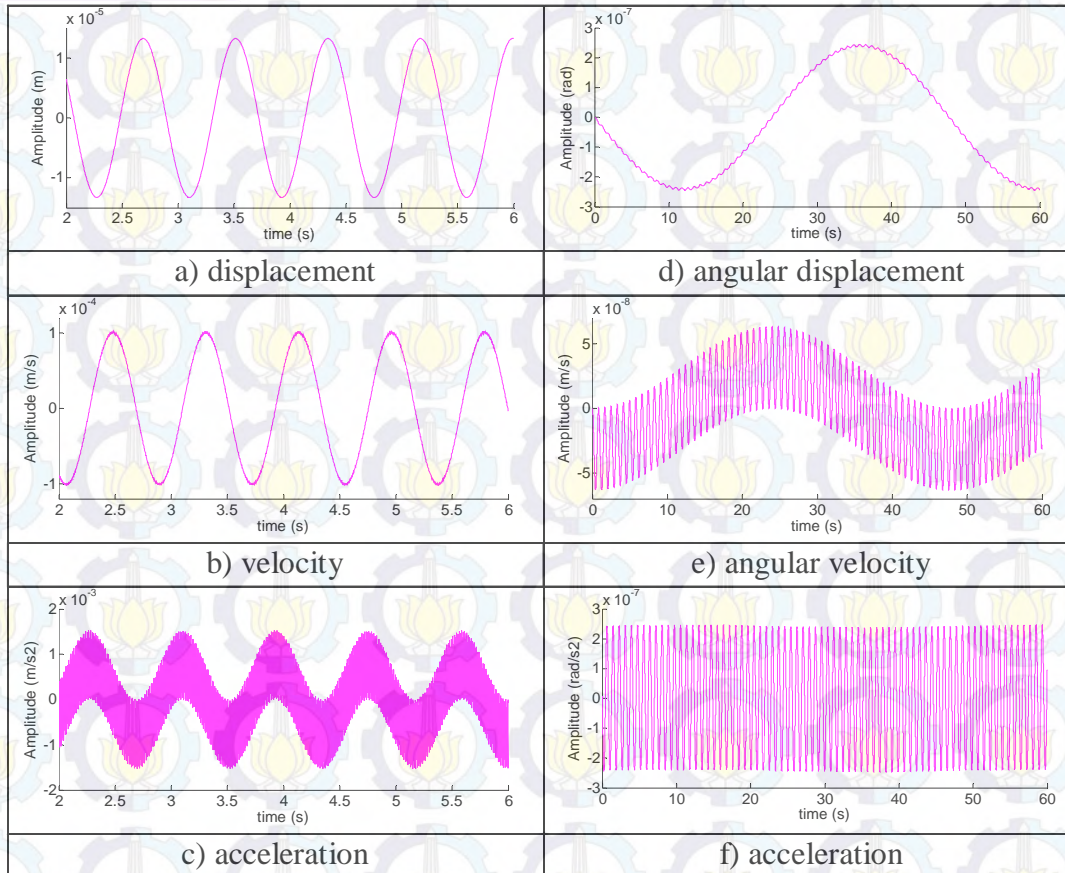 x 10-5
Amplitude (m)
1
0
-1
2 2.5 3 3.5 4 4.5 5 5.5 6
time (s)
x 10-7
Amplitude (rad)
3
2
1
0
-1
-2
-3
0 10 20 30 40 50 60
time (s)
a) displacement
d) angular displacement
x 10-4
Amplitude (m/s)
1
0
-1
2 2.5 3 3.5 4 4.5 5 5.5 6
time (s)
x 10-8
Amplitude (m/s)
5
0
-5
0 10 20 30 40 50 60
time (s)
b) velocity
e) angular velocity
x 10-3
Amplitude (m/s2)
2
1
0
-1
-2
2 2.5 3 3.5 4 4.5 5 5.5 6
time (s)
x 10-7
Amplitude (rad/s2)
3
2
1
0
-1
-2
-3
0 10 20 30 40 50 60
time (s)
c) acceleration
f) acceleration